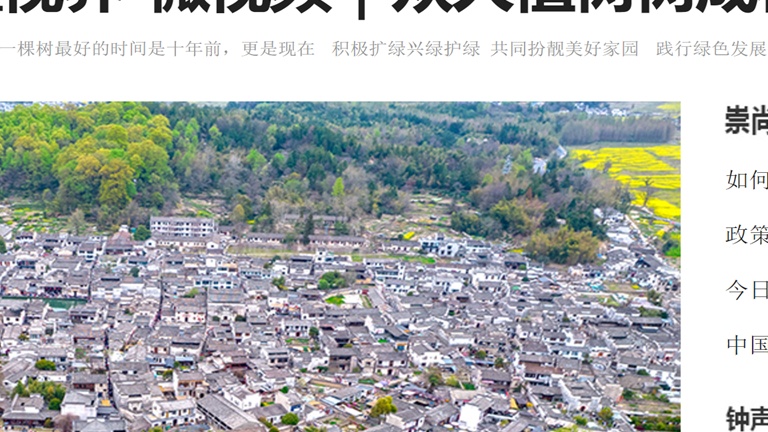 一棵树最好的时间是十年前，更是现在 积极扩绿兴绿护绿 共同扮靓美好家园 践行绿色发展
崇尚
如何
政策
今日
中国
钟声